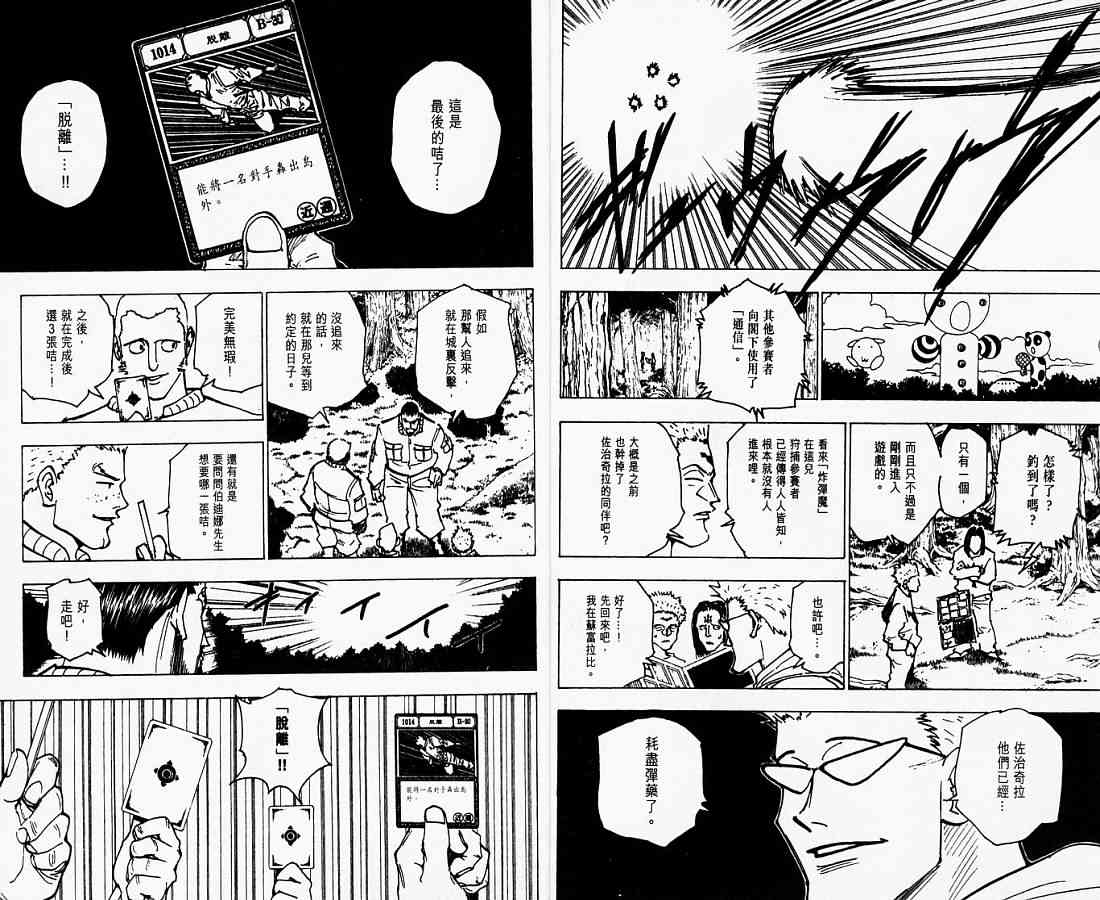 其他參賽者
向閣下使用了
「通信」。
怎樣了？
釣到了嗎？
只有一個，
而且只不過是
剛剛進入
遊戲的。
看來「炸彈魔」
在這兒
狩捕參賽者
已經傳得人人皆知，
根本就沒有人
進來哩。
大概是之前
也幹掉了
佐治奇拉
的同伴吧？
也許吧…。
好了！
先回來吧，
我在蘇富拉比。
佐治奇拉
他們已經…
耗盡彈藥了。
這是
最後的咭了…
1014
脫離
B-30
能將一名對手轟出島
外。
近
週
「脱離」…!!
假如
那幫人追來，
就在城裏反擊，
沒追來
的話，
就在那兒等到
約定的日子。
完美無瑕！
之後，
就在完成後
選3張咭…！
還有就是
要問問伯迪娜先生
想要哪一張咭。
好，
走吧！
1014
脱離
B-30
能將一名對手轟出島
外。
近
週
「脫離」!!